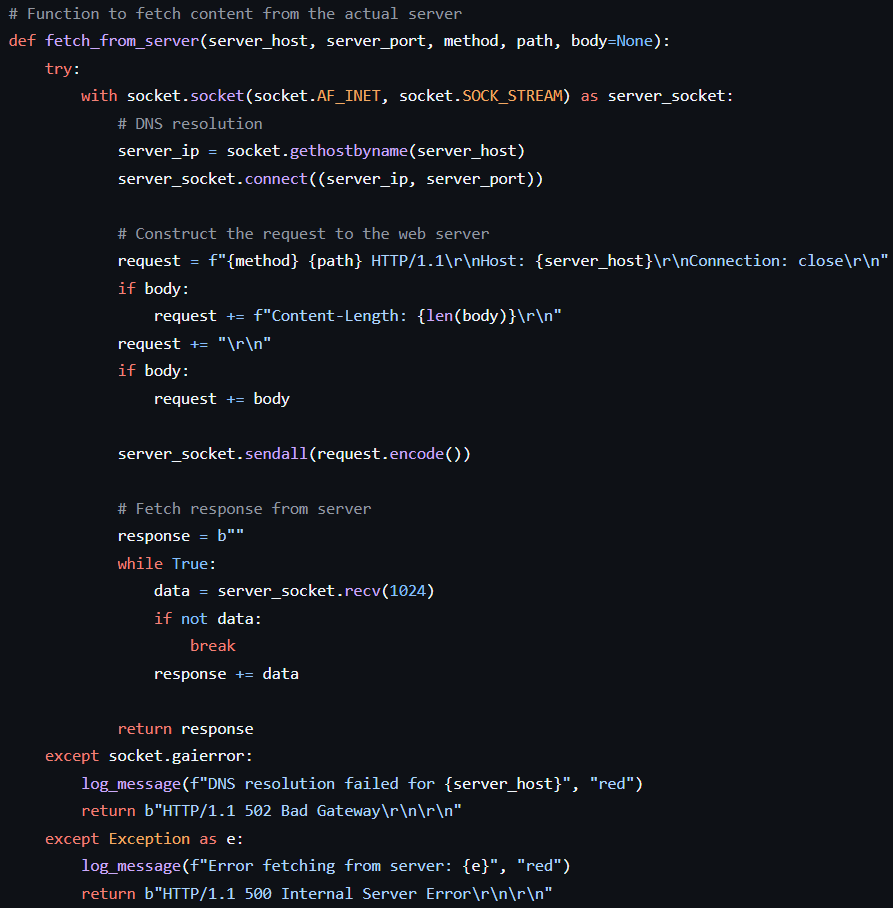 # Function to fetch content from the actual server
def fetch_from_server(server_host, server_port, method, path, body=None):
    try:
        with socket.socket(socket.AF_INET, socket.SOCK_STREAM) as server_socket:
            # DNS resolution
            server_ip = socket.gethostbyname(server_host)
            server_socket.connect((server_ip, server_port))

            # Construct the request to the web server
            request = f"{method} {path} HTTP/1.1\r\nHost: {server_host}\r\nConnection: close\r\n"
            if body:
                request += f"Content-Length: {len(body)}\r\n"
            request += "\r\n"
            if body:
                request += body

            server_socket.sendall(request.encode())

            # Fetch response from server
            response = b""
            while True:
                data = server_socket.recv(1024)
                if not data:
                    break
                response += data

            return response
    except socket.gaierror:
        log_message(f"DNS resolution failed for {server_host}", "red")
        return b"HTTP/1.1 502 Bad Gateway\r\n\r\n"
    except Exception as e:
        log_message(f"Error fetching from server: {e}", "red")
        return b"HTTP/1.1 500 Internal Server Error\r\n\r\n"